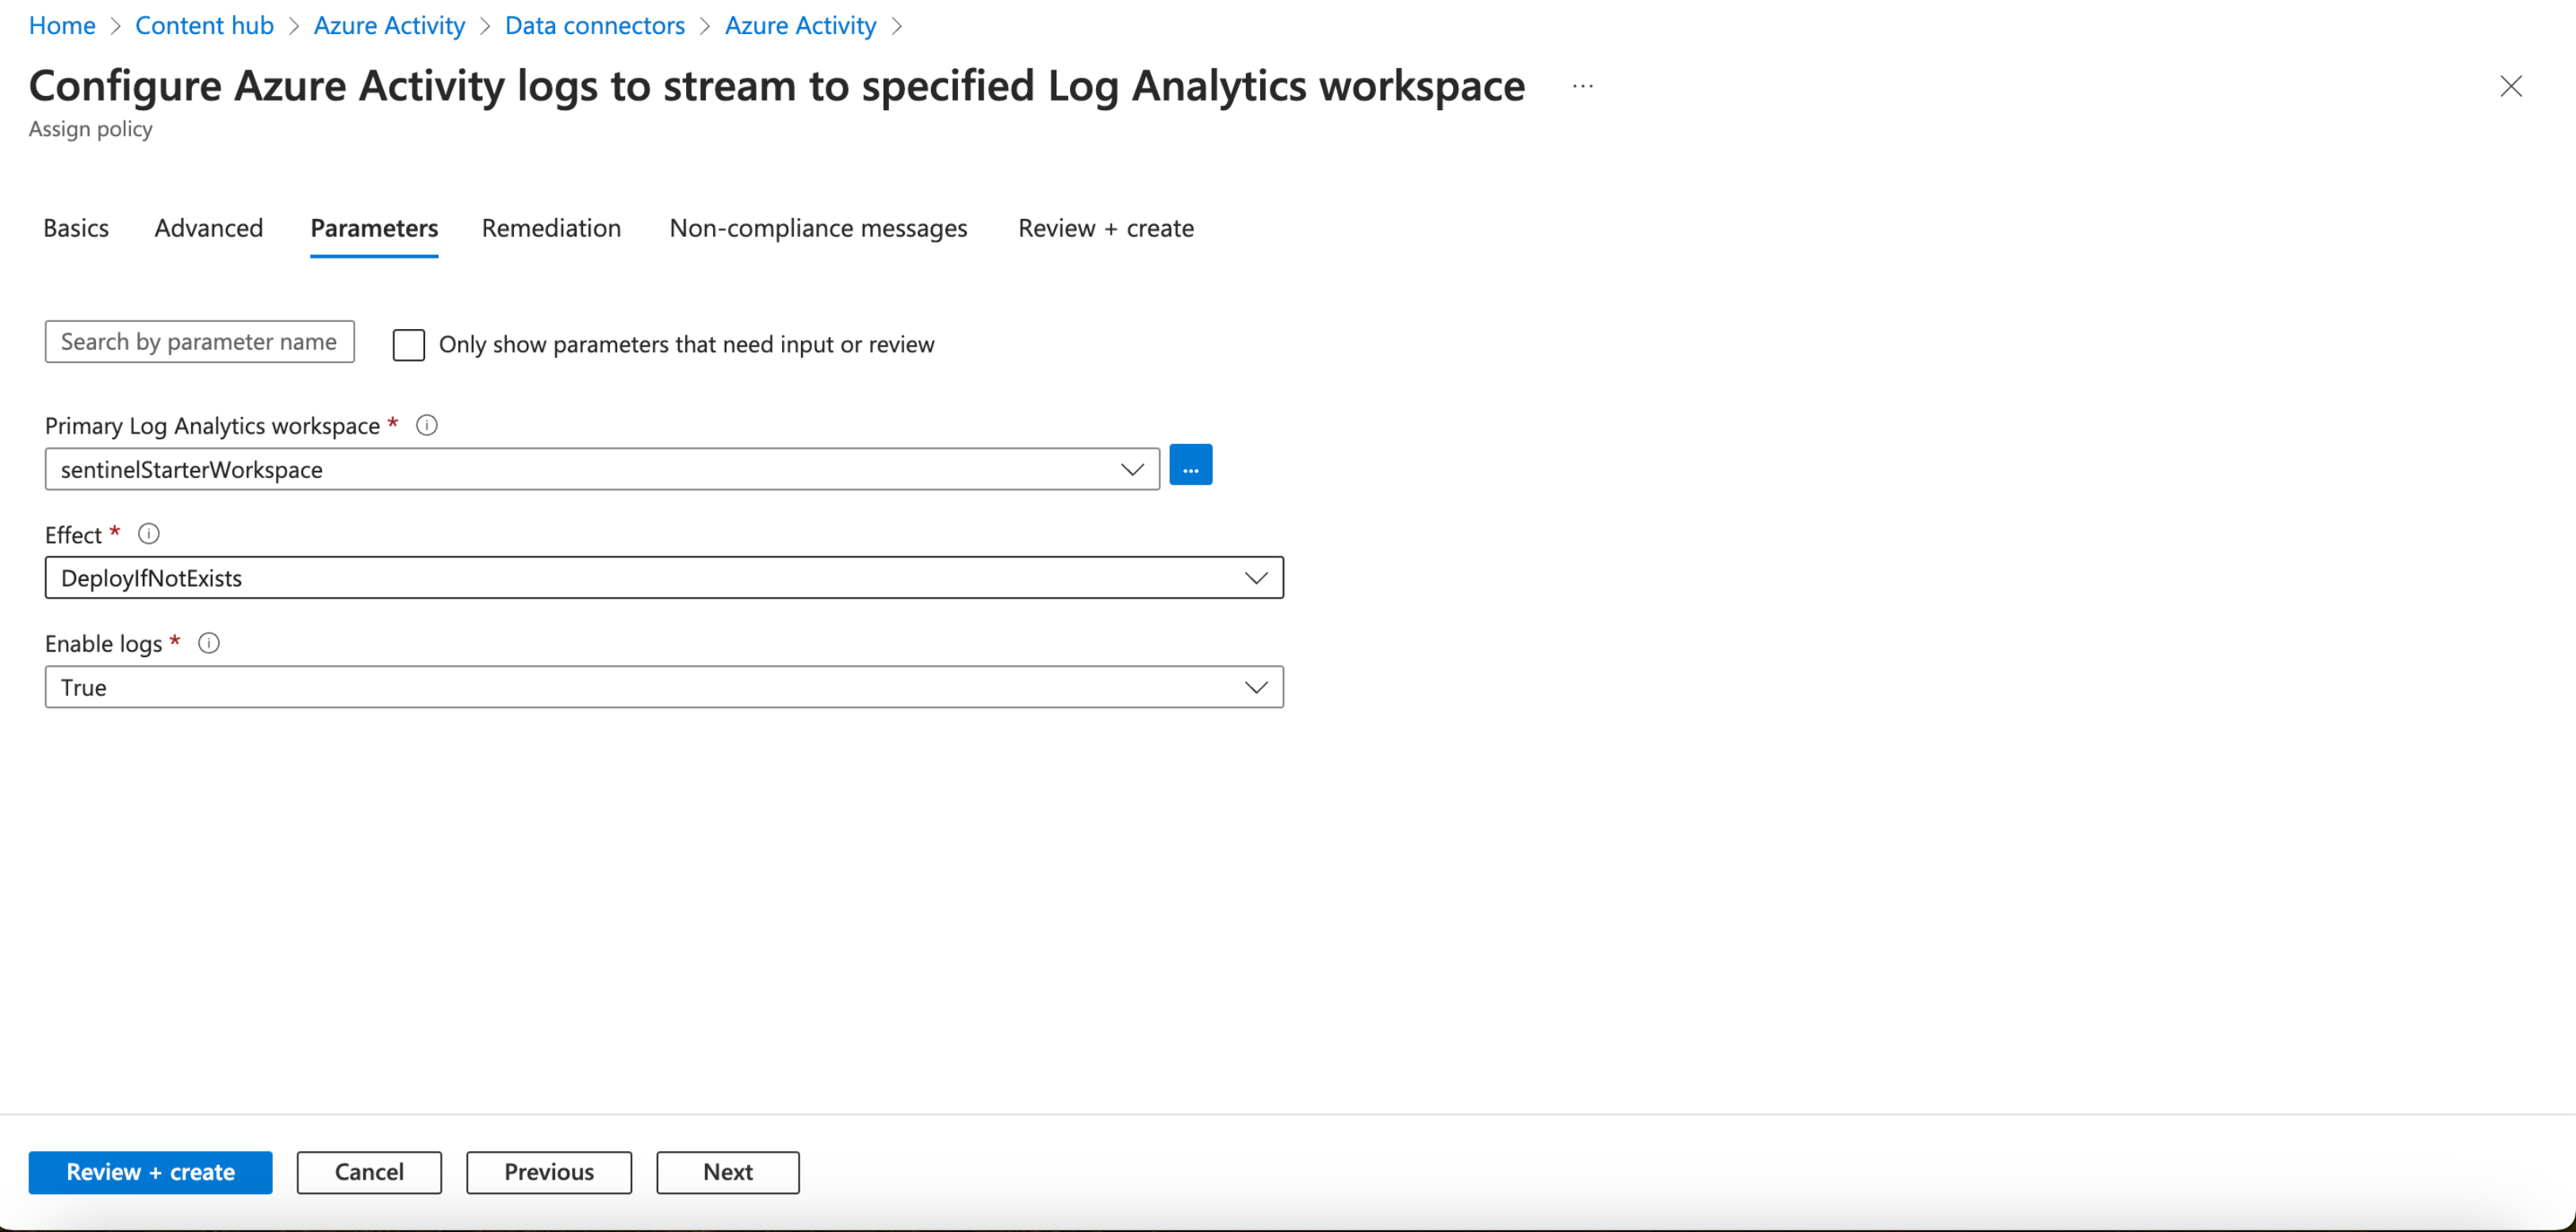 Home > Content hub > Azure Activity > Data connectors > Azure Activity >
Configure Azure Activity logs to stream to specified Log Analytics workspace ...
Assign policy
Basics Advanced Parameters Remediation Non-compliance messages Review + create
Search by parameter name Only show parameters that need input or review
Primary Log Analytics workspace *
sentinelStarterWorkspace ...
Effect *
DeployIfNotExists
Enable logs *
True
Review + create Cancel Previous Next